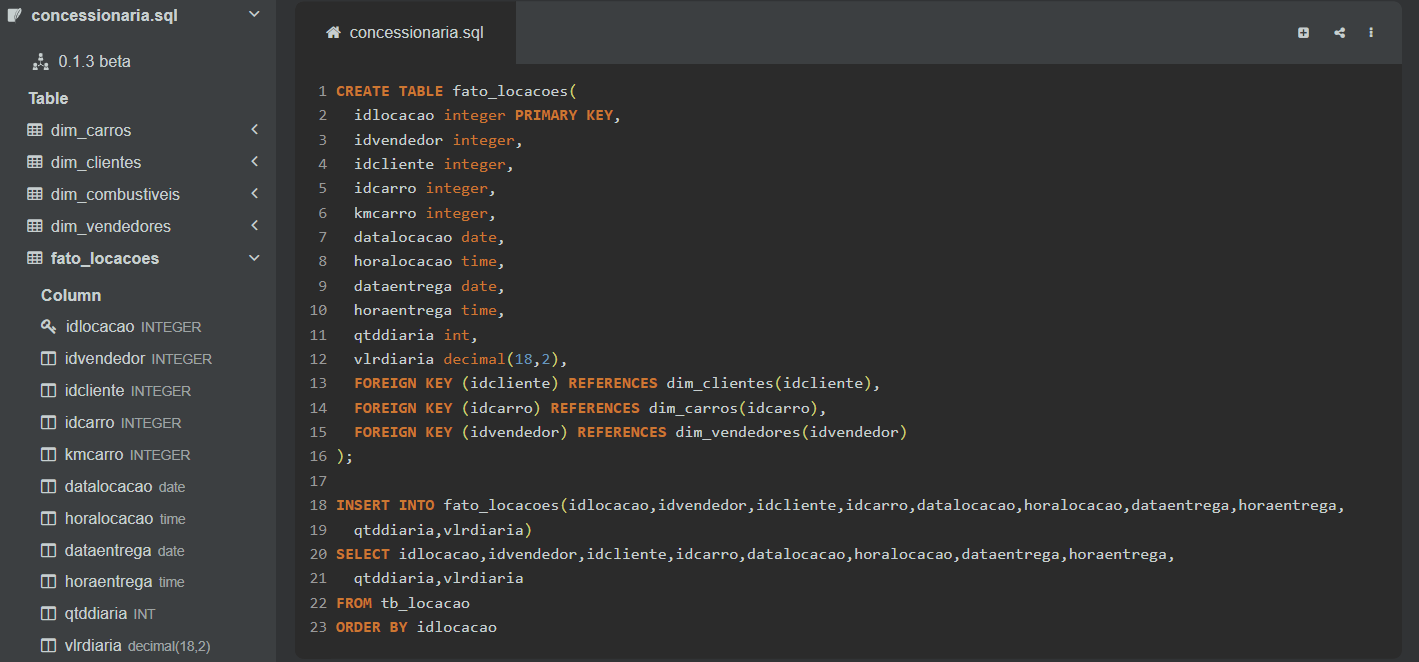 concessionaria.sql
0.1.3 beta
Table
dim_carros
dim_clientes
dim_combustiveis
dim_vendedores
fato_locacoes
Column
idlocacao INTEGER
idvendedor INTEGER
idcliente INTEGER
idcarro INTEGER
kmcarro INTEGER
datalocacao date
horalocacao time
dataentrega date
horaentrega time
qtddiaria INT
vlrdiaria decimal(18,2)
concessionaria.sql
1 CREATE TABLE fato_locacoes(
2 idlocacao integer PRIMARY KEY,
3 idvendedor integer,
4 idcliente integer,
5 idcarro integer,
6 kmcarro integer,
7 datalocacao date,
8 horalocacao time,
9 dataentrega date,
10 horaentrega time,
11 qtddiaria int,
12 vlrdiaria decimal(18,2),
13 FOREIGN KEY (idcliente) REFERENCES dim_clientes(idcliente),
14 FOREIGN KEY (idcarro) REFERENCES dim_carros(idcarro),
15 FOREIGN KEY (idvendedor) REFERENCES dim_vendedores(idvendedor)
16 );
17
18 INSERT INTO fato_locacoes(idlocacao,idvendedor,idcliente,idcarro,datalocacao,horalocacao,dataentrega,horaentrega,
19 qtddiaria,vlrdiaria)
20 SELECT idlocacao,idvendedor,idcliente,idcarro,datalocacao,horalocacao,dataentrega,horaentrega,
21 qtddiaria,vlrdiaria
22 FROM tb_locacao
23 ORDER BY idlocacao